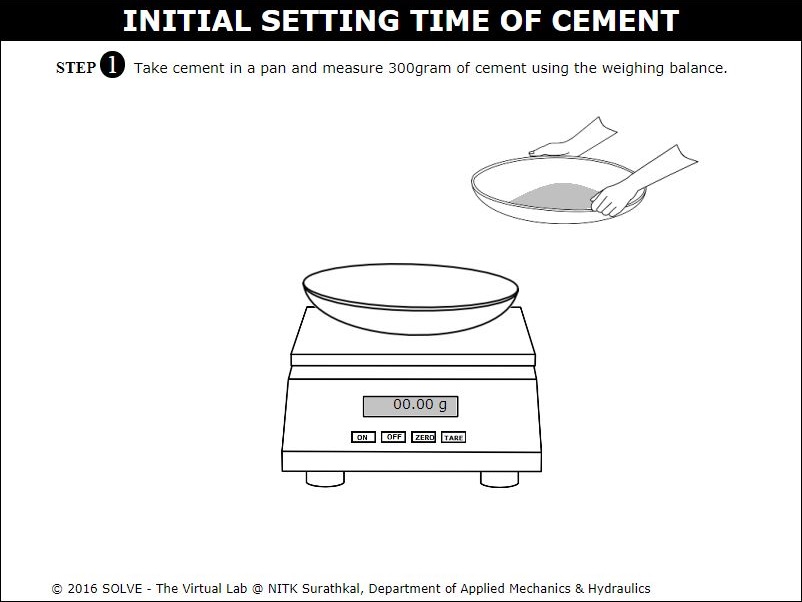 INITIAL SETTING TIME OF CEMENT
STEP 1 Take cement in a pan and measure 300gram of cement using the weighing balance.
00.00 g
ON OFF ZERO TARE
© 2016 SOLVE - The Virtual Lab @ NITK Surathkal, Department of Applied Mechanics & Hydraulics